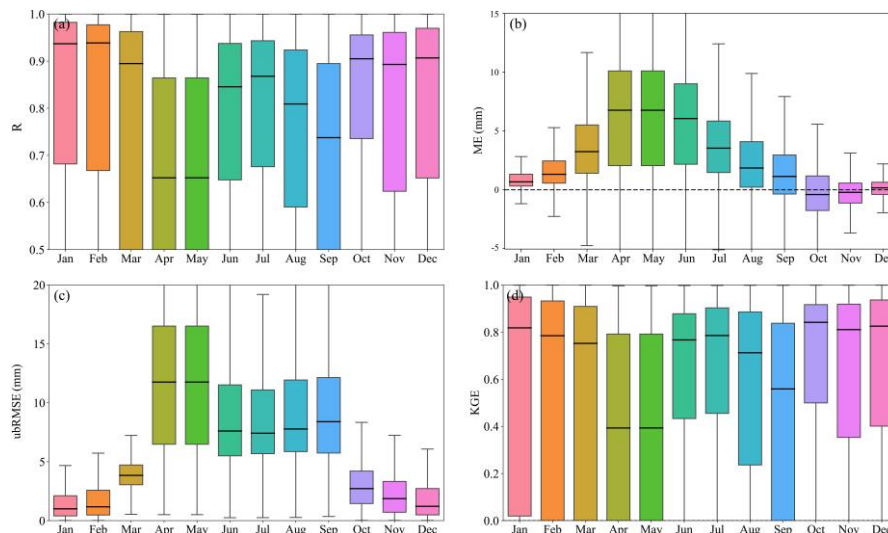 (a)
R
1.0
0.9
0.8
0.7
0.6
0.5
Jan Feb Mar Apr May Jun Jul Aug Sep Oct Nov Dec
(b)
ME (mm)
15
10
5
0
-5
Jan Feb Mar Apr May Jun Jul Aug Sep Oct Nov Dec
(c)
ubRMSE (mm)
20
15
10
5
0
Jan Feb Mar Apr May Jun Jul Aug Sep Oct Nov Dec
(d)
KGE
1.0
0.8
0.6
0.4
0.2
0.0
Jan Feb Mar Apr May Jun Jul Aug Sep Oct Nov Dec